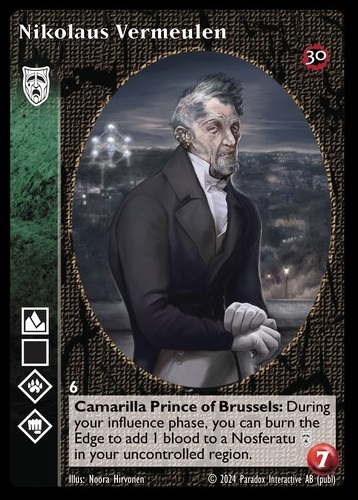 Nikolaus Vermeulen
30
6
Camarilla Prince of Brussels: During
your influence phase, you can burn the
Edge to add 1 blood to a Nosferatu
in your uncontrolled region.
7
Illus: Noora Hirvonen
© 2024 Paradox Interactive AB (publ)